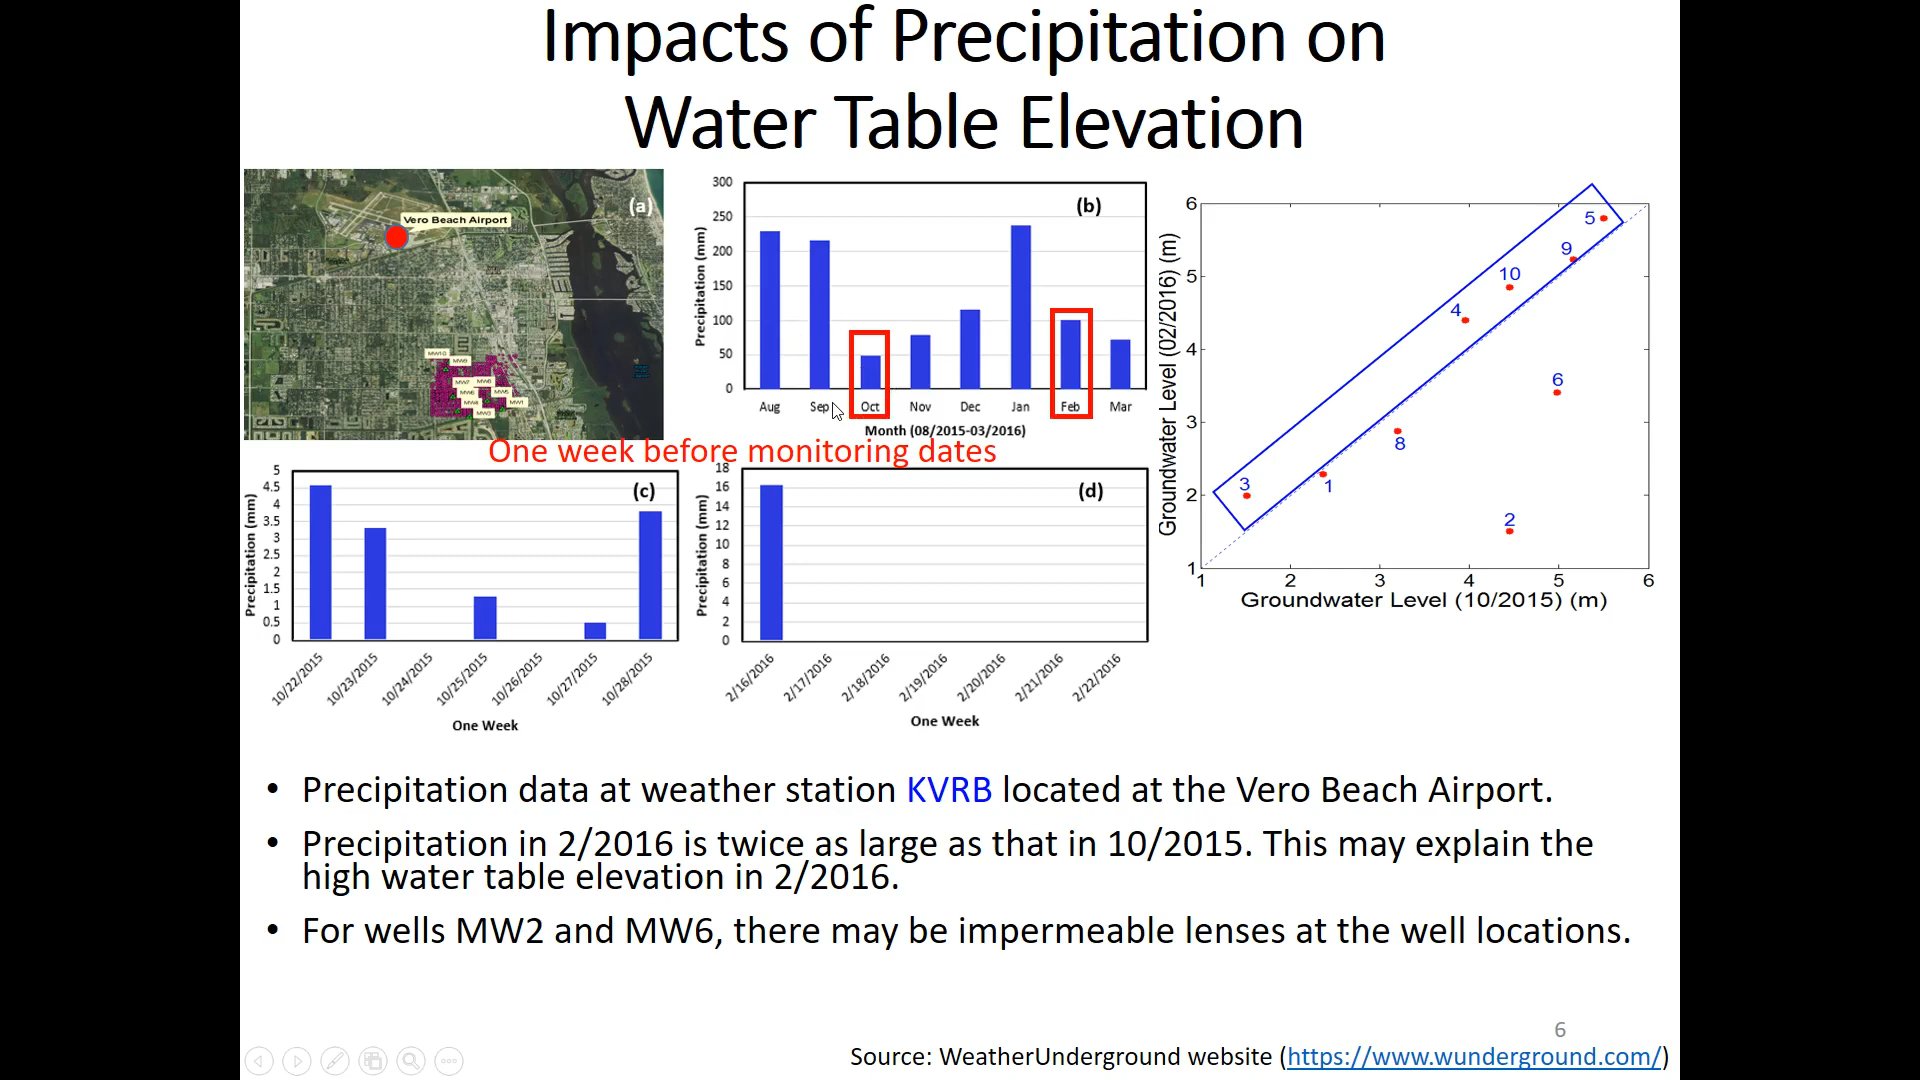 Impacts of Precipitation on
Water Table Elevation
(a)
Vero Beach Airport
MW10
MW9
MW7 MW8
MW6 MW5
MW4 MW1
MW3
300
250
200
150
100
50
0
Precipitation (mm)
(b)
Aug Sep Oct Nov Dec Jan Feb Mar
Month (08/2015-03/2016)
One week before monitoring dates
5
4.5
4
3.5
3
2.5
2
1.5
1
0.5
0
Precipitation (mm)
(c)
10/22/2015 10/23/2015 10/24/2015 10/25/2015 10/26/2015 10/27/2015 10/28/2015
One Week
18
16
14
12
10
8
6
4
2
0
Precipitation (mm)
(d)
2/16/2016 2/17/2016 2/18/2016 2/19/2016 2/20/2016 2/21/2016 2/22/2016
One Week
6
5
4
3
2
1
Groundwater Level (02/2016) (m)
5
9
10
4
6
8
3
1
2
1 2 3 4 5 6
Groundwater Level (10/2015) (m)
• Precipitation data at weather station KVRB located at the Vero Beach Airport.
• Precipitation in 2/2016 is twice as large as that in 10/2015. This may explain the
high water table elevation in 2/2016.
• For wells MW2 and MW6, there may be impermeable lenses at the well locations.
6
Source: WeatherUnderground website (https://www.wunderground.com/)